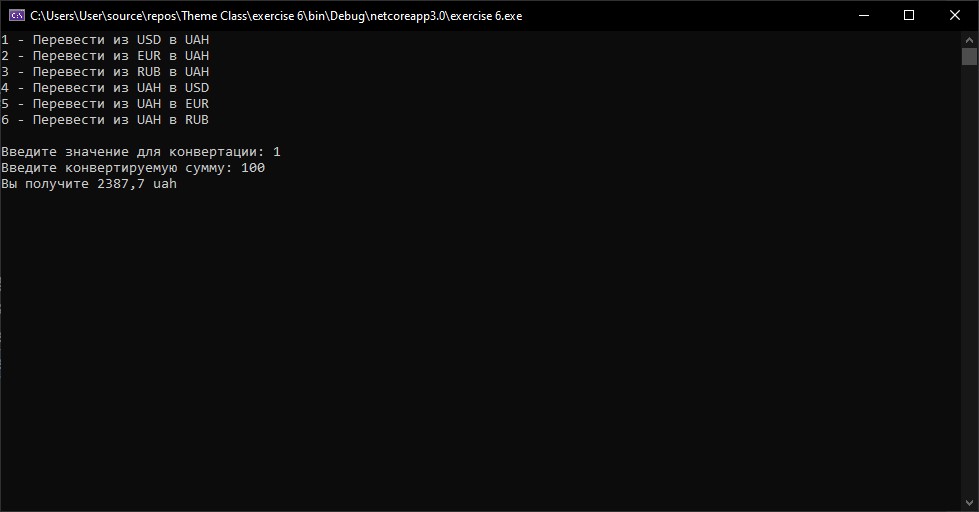 C:\Users\User\source\repos\Theme Class\exercise 6\bin\Debug\netcoreapp3.0\exercise 6.exe
1 - Перевести из USD в UAH
2 - Перевести из EUR в UAH
3 - Перевести из RUB в UAH
4 - Перевести из UAH в USD
5 - Перевести из UAH в EUR
6 - Перевести из UAH в RUB
Введите значение для конвертации: 1
Введите конвертируемую сумму: 100
Вы получите 2387,7 uah